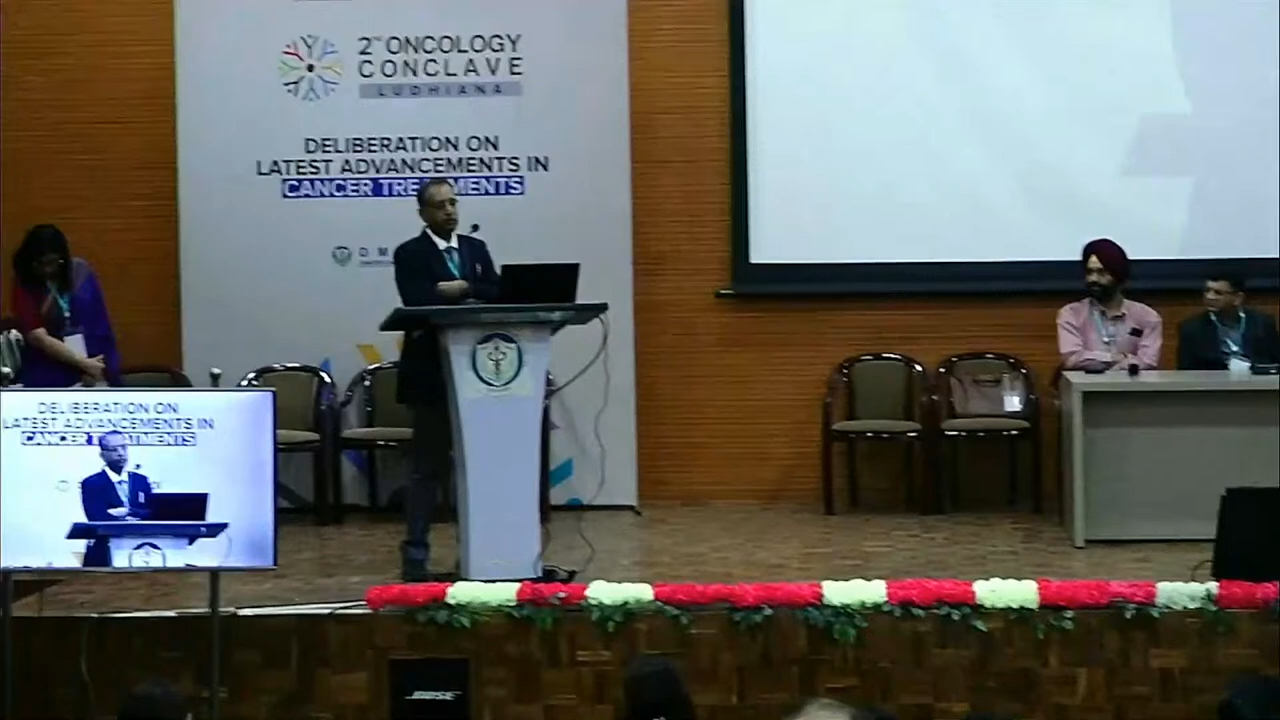 2ND ONCOLOGY
CONCLAVE
LUDHIANA
DELIBERATION ON
LATEST ADVANCEMENTS IN
CANCER TREATMENTS
D M
DELIBERATION ON
LATEST ADVANCEMENTS IN
CANCER TREATMENTS
BOSE